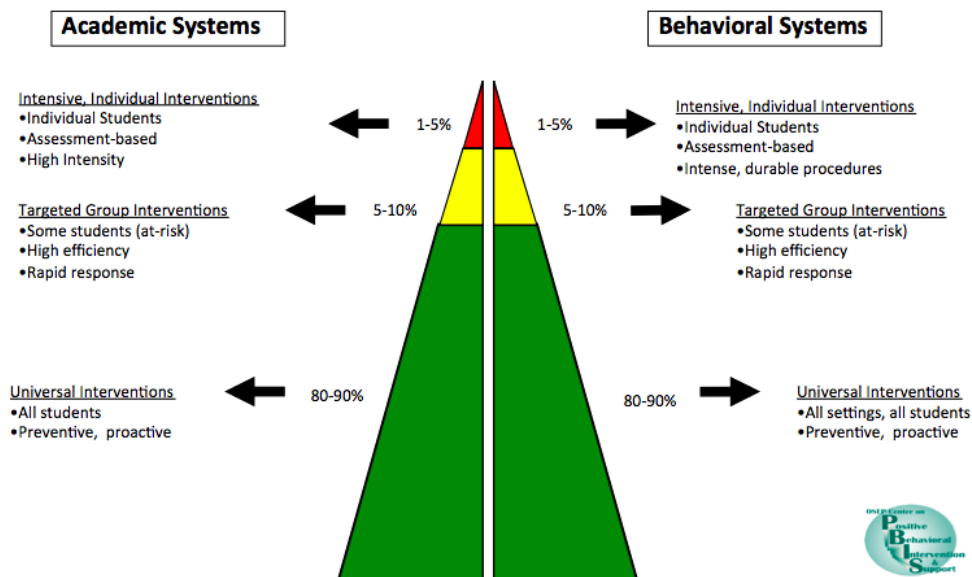 Academic Systems
Behavioral Systems
Intensive, Individual Interventions
•Individual Students
•Assessment-based
•High Intensity
1-5%
1-5%
Intensive, Individual Interventions
•Individual Students
•Assessment-based
•Intense, durable procedures
Targeted Group Interventions
•Some students (at-risk)
•High efficiency
•Rapid response
5-10%
5-10%
Targeted Group Interventions
•Some students (at-risk)
•High efficiency
•Rapid response
Universal Interventions
•All students
•Preventive, proactive
80-90%
80-90%
Universal Interventions
•All settings, all students
•Preventive, proactive
OSEP Center on
Positive
Behavioral
Intervention
&
Support